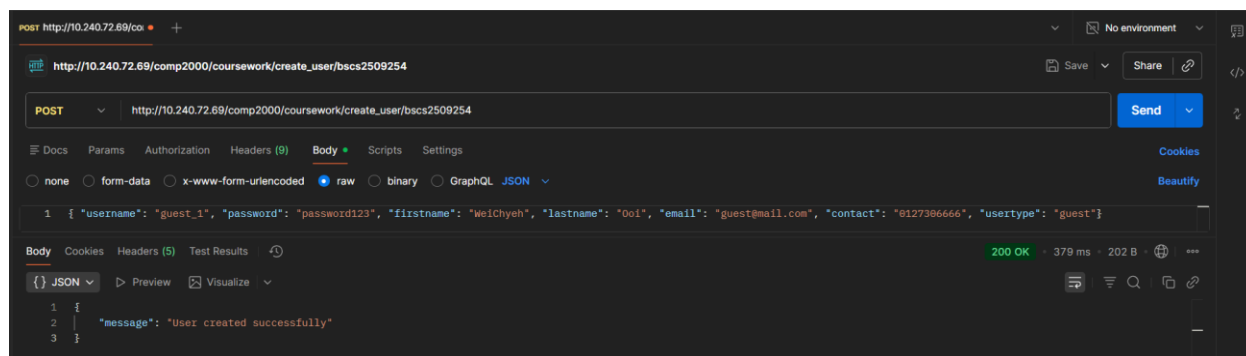 POST http://10.240.72.69/co
No environment
HTTP http://10.240.72.69/comp2000/coursework/create_user/bscs2509254
Save Share
POST http://10.240.72.69/comp2000/coursework/create_user/bscs2509254 Send
Docs Params Authorization Headers (9) Body Scripts Settings Cookies
none form-data x-www-form-urlencoded raw binary GraphQL JSON Beautify
1 { "username": "guest_1", "password": "password123", "firstname": "WeiChyeh", "lastname": "Ooi", "email": "guest@mail.com", "contact": "0127306666", "usertype": "guest"}
Body Cookies Headers (5) Test Results 200 OK 379 ms 202 B
{} JSON Preview Visualize
1 {
2 "message": "User created successfully"
3 }